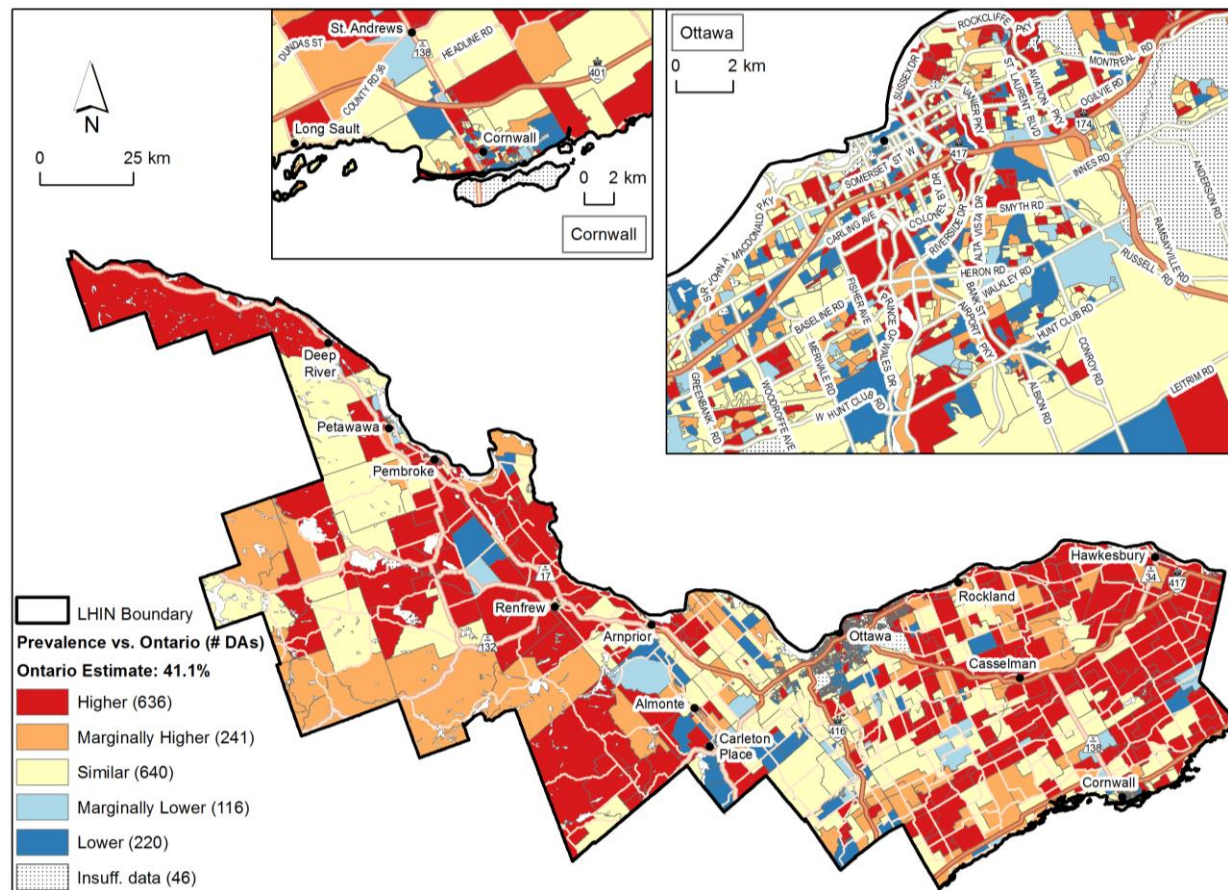 St. Andrews
DUNDAS ST
138
HEADLINE RD
COUNTY RD 36
401
Long Sault
Cornwall
0 2 km
Cornwall
N
0 25 km
Ottawa
0 2 km
ROCKCLIFFE PKY
SUSSEX DR
ST. LAURENT BLVD
AVIATION PKY
MONTREAL RD
VANIER PKY
OGILVIE RD
174
417
SOMERSET ST W
INNES RD
ANDERSON RD
COLONEL BY DR
SIR JOHN A MACDONALD PKY
CARLING AVE
RIVERSIDE DR
ALTA VISTA DR
SMYTH RD
RAMSAYVILLE RD
RUSSELL RD
HERON RD
WALKLEY RD
BASELINE RD
FISHER AVE
PRINCE OF WALES DR
BANK ST
AIRPORT PKY
HUNT CLUB RD
MERIVALE RD
GREENBANK RD
WOODROFFE AVE
W HUNT CLUB RD
CONROY RD
ALBION RD
LEITRIM RD
Deep
River
Petawawa
Pembroke
17
Renfrew
132
Arnprior
Almonte
Carleton
Place
Ottawa
416
Rockland
Hawkesbury
34
417
Casselman
138
Cornwall
LHIN Boundary
Prevalence vs. Ontario (# DAs)
Ontario Estimate: 41.1%
Higher (636)
Marginally Higher (241)
Similar (640)
Marginally Lower (116)
Lower (220)
Insuff. data (46)